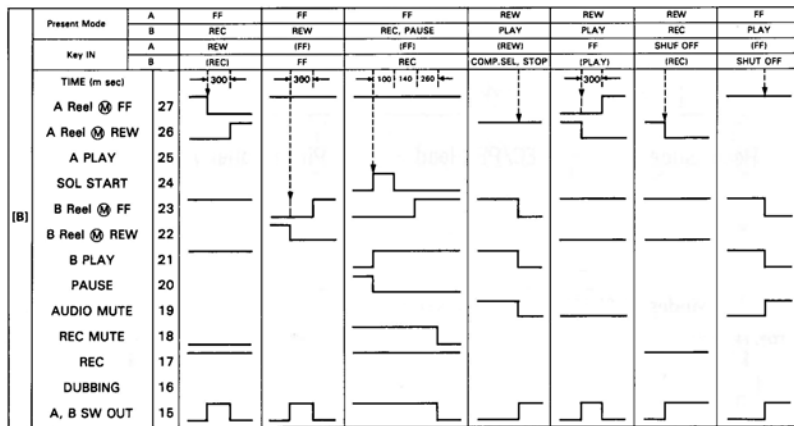 Present Mode A FF FF FF REW REW REW FF
B REC REW REC, PAUSE PLAY PLAY REC PLAY
Key IN A REW (FF) (FF) (REW) FF SHUF OFF (FF)
B (REC) FF REC COMP.SEL, STOP (PLAY) (REC) SHUT OFF
TIME (m sec) 300 300 100 140 260 300
A Reel Ⓜ FF 27
A Reel Ⓜ REW 26
A PLAY 25
SOL START 24
[B] B Reel Ⓜ FF 23
B Reel Ⓜ REW 22
B PLAY 21
PAUSE 20
AUDIO MUTE 19
REC MUTE 18
REC 17
DUBBING 16
A, B SW OUT 15